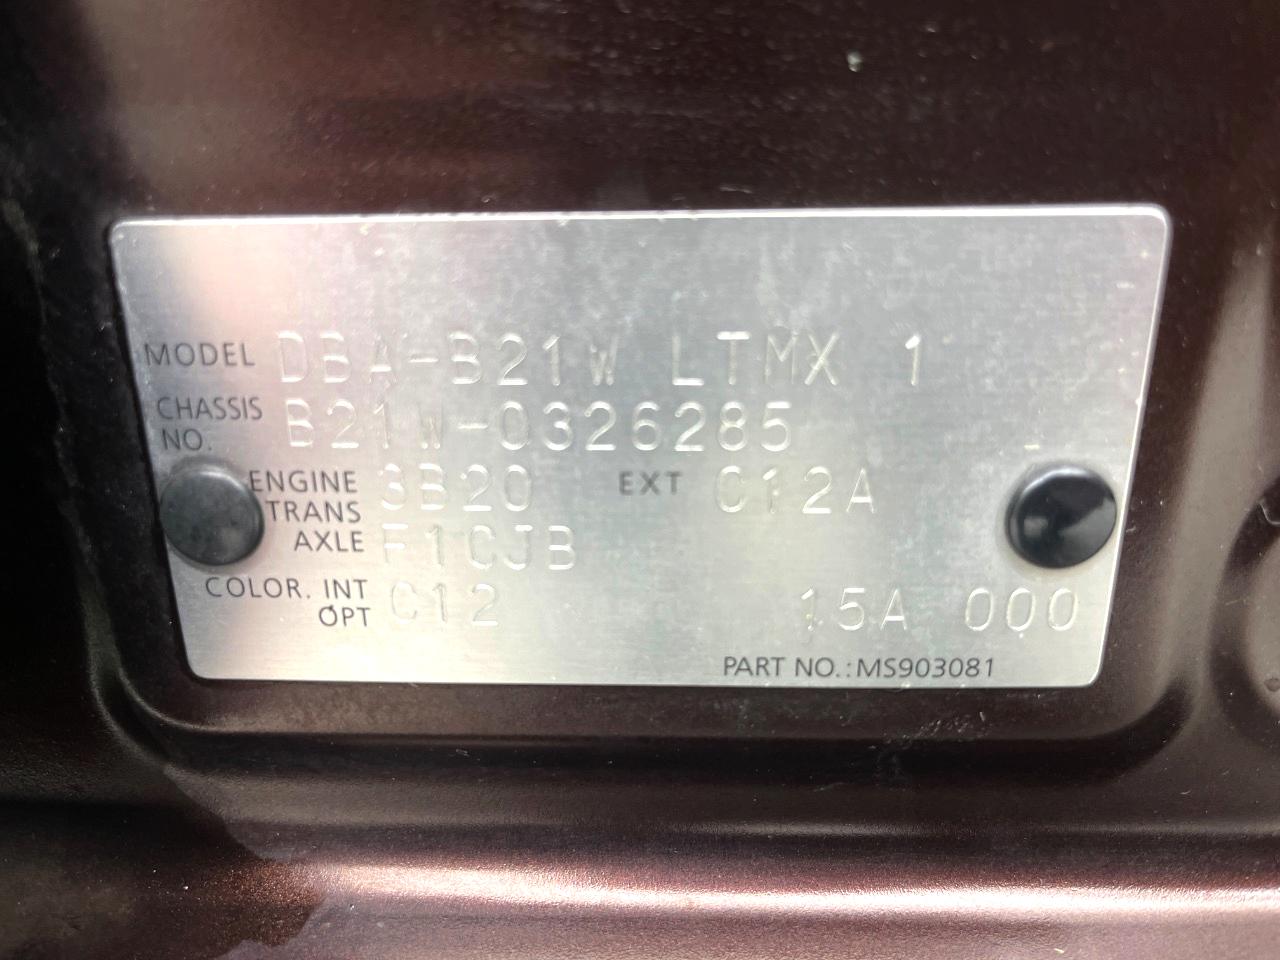 MODEL DBA-B21W LTMX 1
CHASSIS NO. B21W-0326285
ENGINE 3B20 EXT C12A
TRANS AXLE F1CJB
COLOR. INT OPT C12 15A 000
PART NO.:MS903081